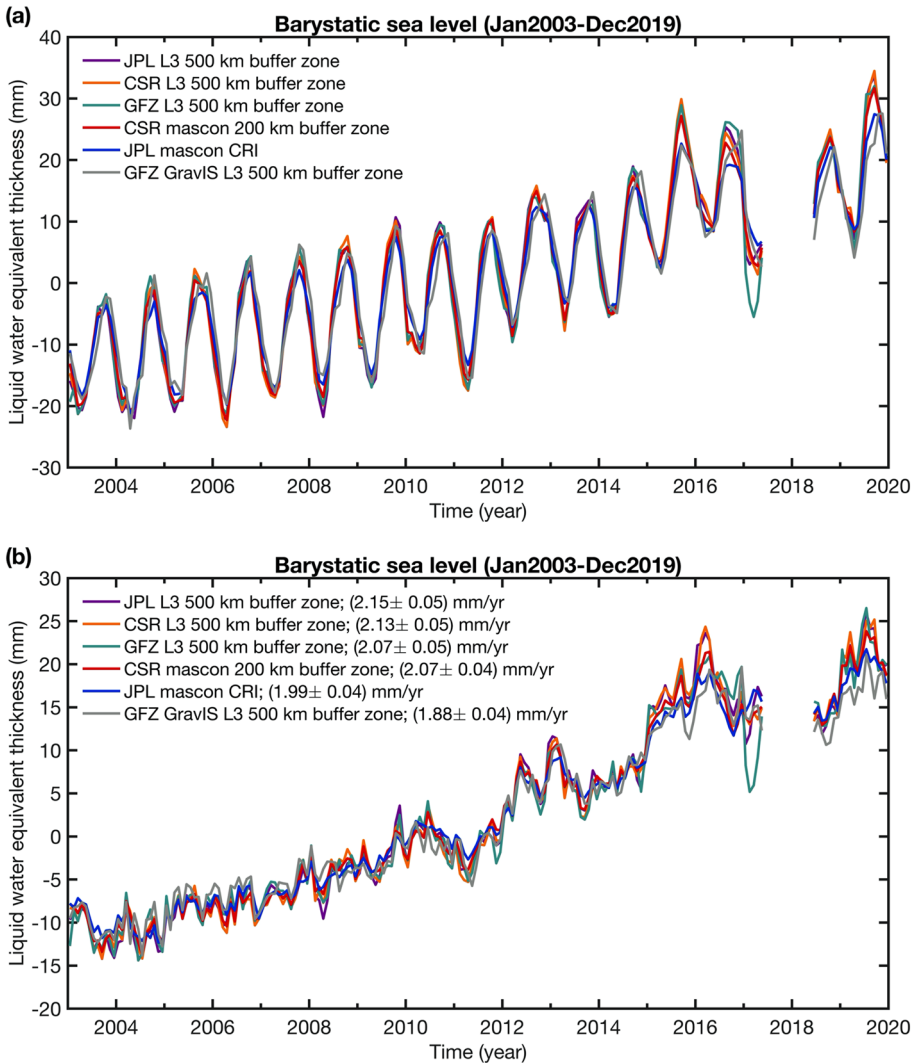 (a)
Barystatic sea level (Jan2003-Dec2019)
Liquid water equivalent thickness (mm)
40
30
20
10
0
-10
-20
-30
JPL L3 500 km buffer zone
CSR L3 500 km buffer zone
GFZ L3 500 km buffer zone
CSR mascon 200 km buffer zone
JPL mascon CRI
GFZ GravIS L3 500 km buffer zone
2004 2006 2008 2010 2012 2014 2016 2018 2020
Time (year)
(b)
Barystatic sea level (Jan2003-Dec2019)
Liquid water equivalent thickness (mm)
30
25
20
15
10
5
0
-5
-10
-15
-20
JPL L3 500 km buffer zone; (2.15± 0.05) mm/yr
CSR L3 500 km buffer zone; (2.13± 0.05) mm/yr
GFZ L3 500 km buffer zone; (2.07± 0.05) mm/yr
CSR mascon 200 km buffer zone; (2.07± 0.04) mm/yr
JPL mascon CRI; (1.99± 0.04) mm/yr
GFZ GravIS L3 500 km buffer zone; (1.88± 0.04) mm/yr
2004 2006 2008 2010 2012 2014 2016 2018 2020
Time (year)